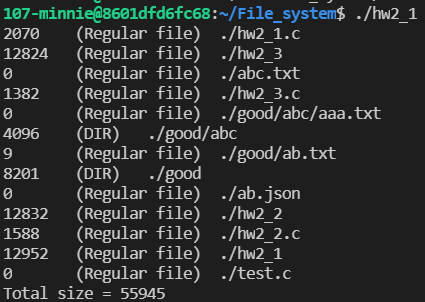 107-minnie@8601dfd6fc68:~/File_system$ ./hw2_1
2070    (Regular file)  ./hw2_1.c
12824   (Regular file)  ./hw2_3
0       (Regular file)  ./abc.txt
1382    (Regular file)  ./hw2_3.c
0       (Regular file)  ./good/abc/aaa.txt
4096    (DIR)   ./good/abc
9       (Regular file)  ./good/ab.txt
8201    (DIR)   ./good
0       (Regular file)  ./ab.json
12832   (Regular file)  ./hw2_2
1588    (Regular file)  ./hw2_2.c
12952   (Regular file)  ./hw2_1
0       (Regular file)  ./test.c
Total size = 55945